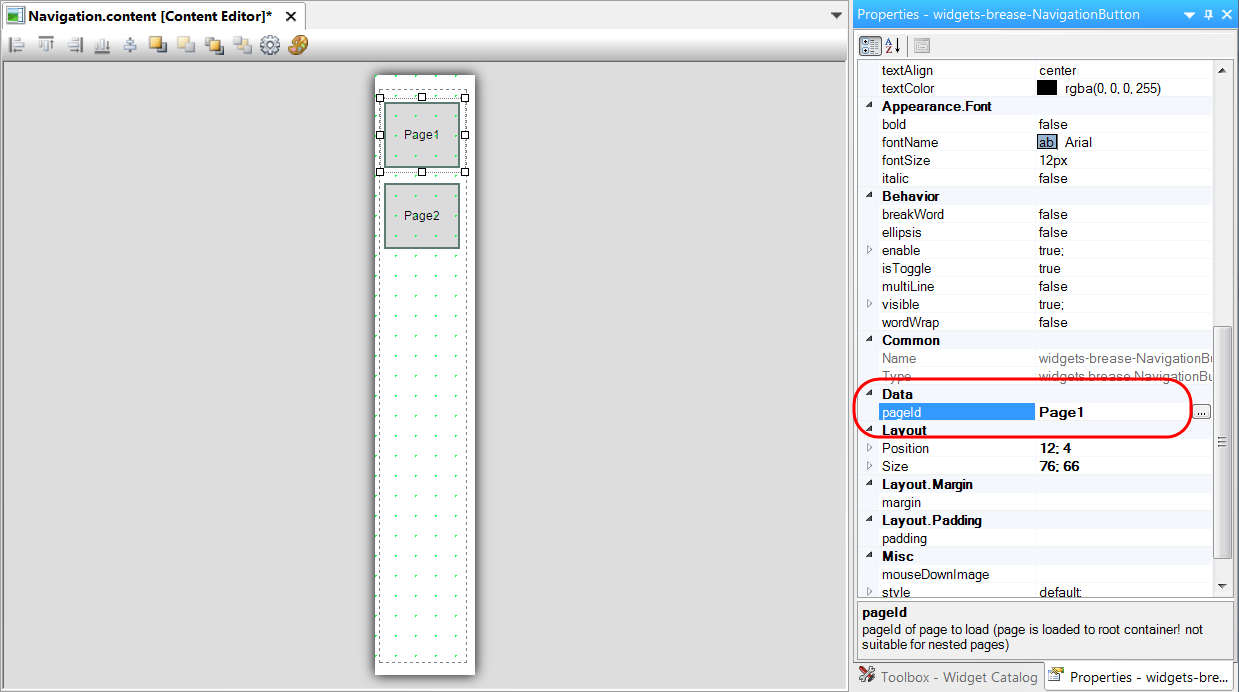 Navigation.content [Content Editor]*
Page1
Page2
Properties - widgets-brease-NavigationButton
textAlign center
textColor rgba(0, 0, 0, 255)
Appearance.Font
bold false
fontName ab Arial
fontSize 12px
italic false
Behavior
breakWord false
ellipsis false
enable true;
isToggle true
multiLine false
visible true;
wordWrap false
Common
Name widgets-brease-NavigationBu
Type widgets.brease.NavigationBu
Data
pageId Page1 ...
Layout
Position 12; 4
Size 76; 66
Layout.Margin
margin
Layout.Padding
padding
Misc
mouseDownImage
style default;
pageId
pageId of page to load (page is loaded to root container! not
suitable for nested pages)
Toolbox - Widget Catalog Properties - widgets-bre...